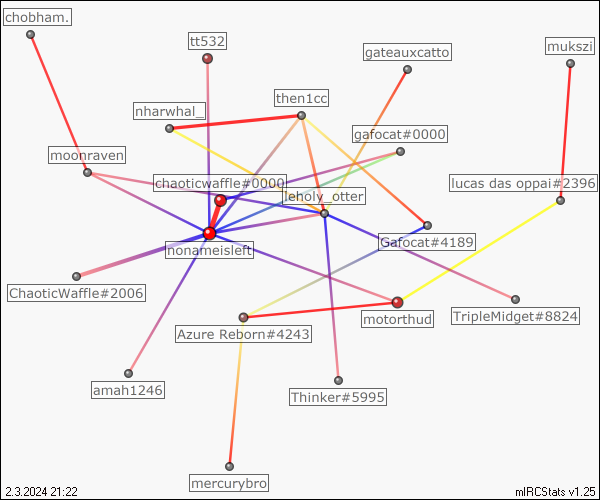 chobham.
tt532
gateauxcatto
mukszi
then1cc
nharwhal_
gafocat#0000
moonraven
chaoticwaffle#0000
lucas das oppai#2396
leholy_otter
Gafocat#4189
nonameisleft
ChaoticWaffle#2006
motorthud
TripleMidget#8824
Azure Reborn#4243
amah1246
Thinker#5995
mercurybro
2.3.2024 21:22
mIRCStats v1.25